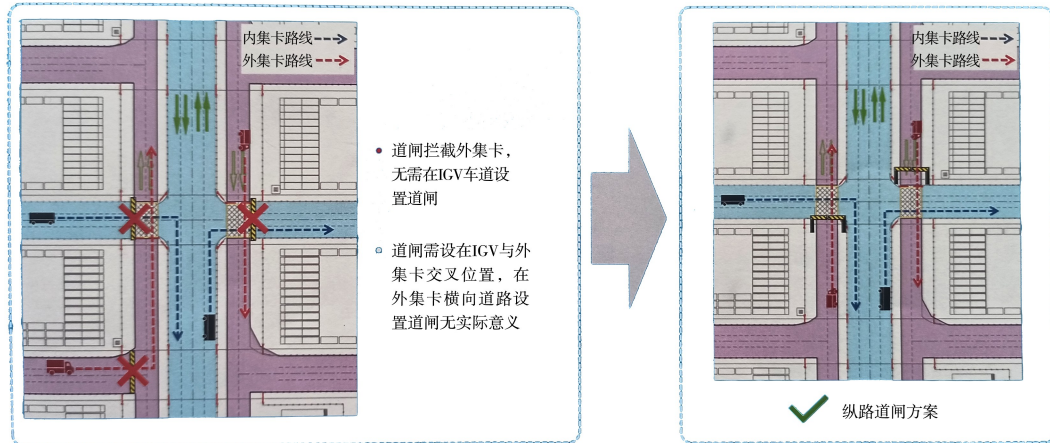 内集卡路线
外集卡路线
道闸拦截外集卡，
无需在IGV车道设
置道闸
道闸需设在IGV与外
集卡交叉位置，在
外集卡横向道路设
置道闸无实际意义
内集卡路线
外集卡路线
纵路道闸方案